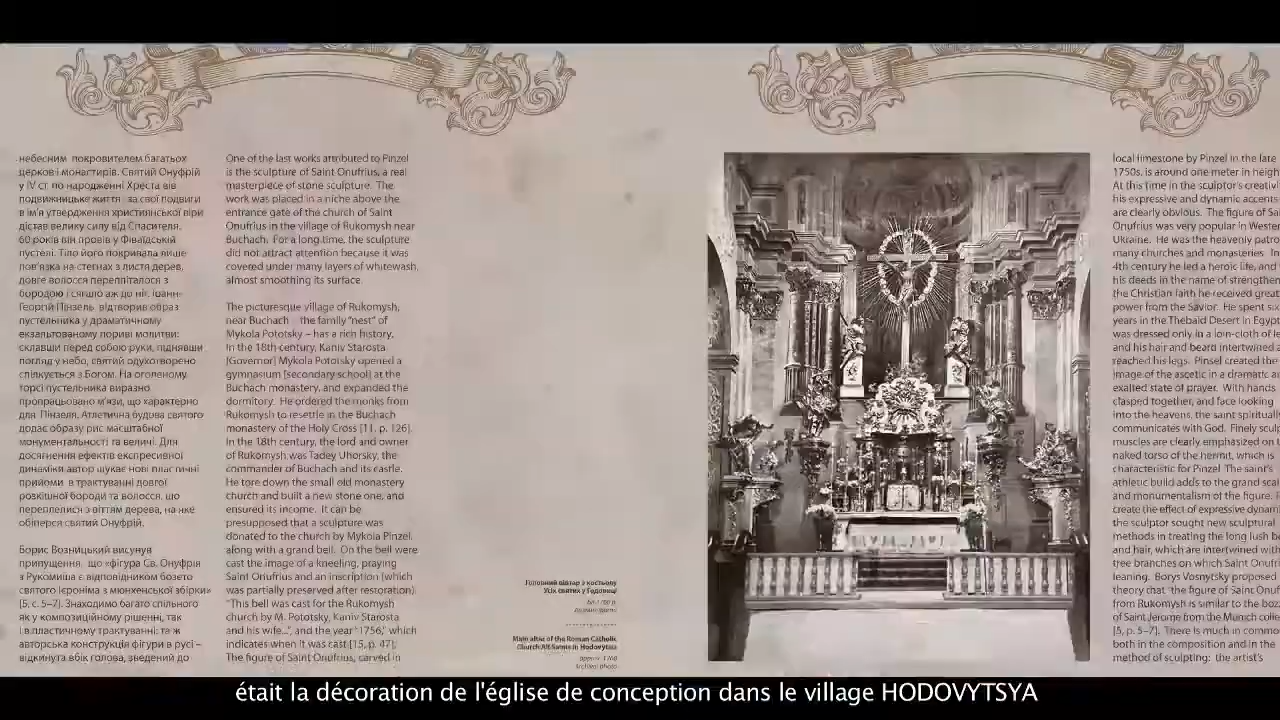 небесним покровителем багатьох
церков і монастирів. Святий Онуфрій
у IV ст. по народженні Христа вів
подвижницьке життя і за свої подвиги
в ім'я утвердження християнської віри
дістав велику силу від Спасителя.
60 років він провів у Фіваїдській
пустелі. Тіло його покривала лише
пов'язка на стегнах з листя дерев,
довге волосся перепліталося з
бородою і сягало аж до ніг. Іоанн-
Георгій Пінзель відтворив образ
пустельника у драматичному
екзальтованому пориві молитви:
склавши перед собою руки, піднявши
погляд у небо, святий одухотворено
спілкується з Богом. На оголеному
торсі пустельника виразно
пропрацьовано м'язи, що характерно
для Пінзеля. Атлетична будова святого
додає образу рис масштабної
монументальності та величі. Для
досягнення ефектів експресивної
динаміки автор шукає нові пластичні
прийоми в трактуванні довгої
розкішної бороди та волосся, що
переплелися з віттям дерева, на яке
обіперся святий Онуфрій.
Борис Возницький висунув
припущення, що «фігура Св. Онуфрія
з Рукомиша є відповідником бозето
святого Ієроніма з мюнхенської збірки»
[5, с. 5–7]. Знаходимо багато спільного
як у композиційному рішенні, так
і в пластичному трактуванні: та ж
авторська конструкція фігури в русі –
відкинута вбік голова, зведений до
One of the last works attributed to Pinzel
is the sculpture of Saint Onufrius, a real
masterpiece of stone sculpture. The
work was placed in a niche above the
entrance gate of the church of Saint
Onufrius in the village of Rukomysh near
Buchach. For a long time, the sculpture
did not attract attention because it was
covered under many layers of whitewash,
almost smoothing its surface.
The picturesque village of Rukomysh,
near Buchach – the family "nest" of
Mykola Pototsky – has a rich history.
In the 18th century, Kaniv Starosta
[Governor] Mykola Pototsky opened a
gymnasium [secondary school] at the
Buchach monastery, and expanded the
dormitory. He ordered the monks from
Rukomysh to resettle in the Buchach
monastery of the Holy Cross [11, p. 126].
In the 18th century, the lord and owner
of Rukomysh was Tadey Uhorsky, the
commander of Buchach and its castle.
He tore down the small old monastery
church and built a new stone one, and
ensured its income. It can be
presupposed that a sculpture was
donated to the church by Mykola Pinzel,
along with a grand bell. On the bell were
cast the image of a kneeling, praying
Saint Onufrius and an inscription (which
was partially preserved after restoration):
"This bell was cast for the Rukomysh
church by M. Pototsky, Kaniv Starosta
and his wife...", and the year "1756," which
indicates when it was cast [15, p. 47].
The figure of Saint Onufrius, carved in
Головний вівтар з костьолу
Усіх святих у Годовиці
Архівне фото
Main altar of the Roman Catholic
Church All Saints in Hodovytsia
Archival photo
local limestone by Pinzel in the late
1750s, is around one meter in heigh
At this time in the sculptor's creativ
his expressive and dynamic accents
are clearly obvious. The figure of Sai
Onufrius was very popular in Wester
Ukraine. He was the heavenly patro
many churches and monasteries. In
4th century he led a heroic life, and
his deeds in the name of strengthen
the Christian faith he received great
power from the Savior. He spent six
years in the Thebaid Desert in Egypt
was dressed only in a loin-cloth of le
and his hair and beard intertwined a
reached his legs. Pinsel created the
image of the ascetic in a dramatic an
exalted state of prayer. With hands
clasped together, and face looking
into the heavens, the saint spiritually
communicates with God. Finely sculp
muscles are clearly emphasized on t
naked torso of the hermit, which is
characteristic for Pinzel. The saint's
athletic build adds to the grand scal
and monumentalism of the figure. I
create the effect of expressive dynam
the sculptor sought new sculptural
methods in treating the long lush be
and hair, which are intertwined with
tree branches on which Saint Onufri
leaning. Borys Vosnytsky proposed
theory that "the figure of Saint Onuf
from Rukomysh is similar to the boz
of Saint Jerome from the Munich colle
[5, p. 5–7]. There is much in commo
both in the composition and in the
method of sculpting: the artist's
était la décoration de l'église de conception dans le village HODOVYTSYA